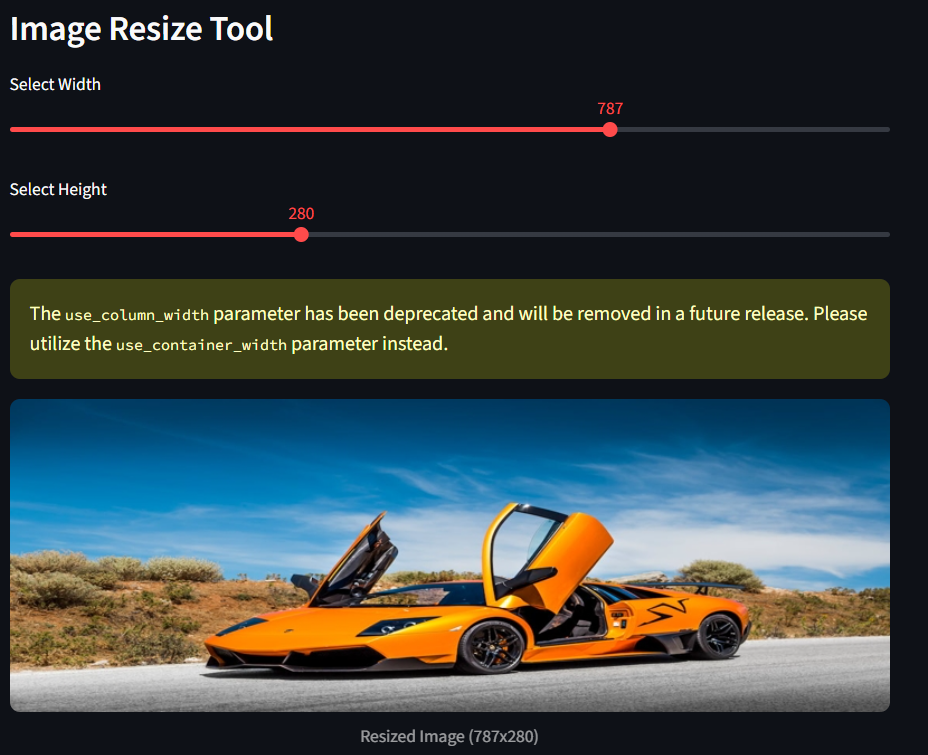 Image Resize Tool
Select Width
787
Select Height
280
The use_column_width parameter has been deprecated and will be removed in a future release. Please
utilize the use_container_width parameter instead.
Resized Image (787x280)